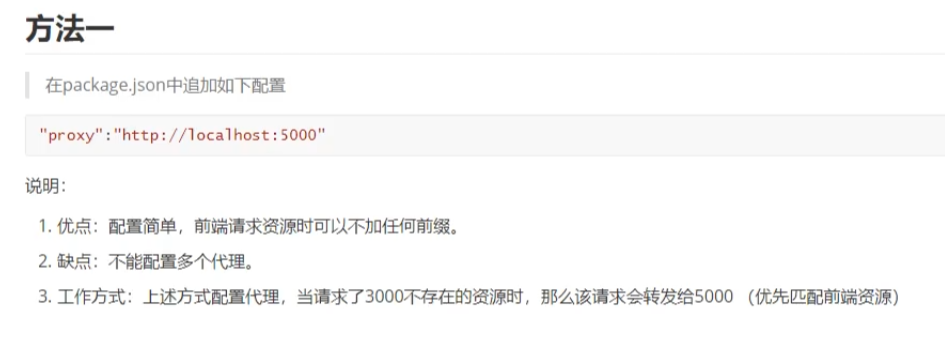 方法一
在package.json中追加如下配置
"proxy":"http://localhost:5000"
说明：
1. 优点：配置简单，前端请求资源时可以不加任何前缀。
2. 缺点：不能配置多个代理。
3. 工作方式：上述方式配置代理，当请求了3000不存在的资源时，那么该请求会转发给5000 （优先匹配前端资源）